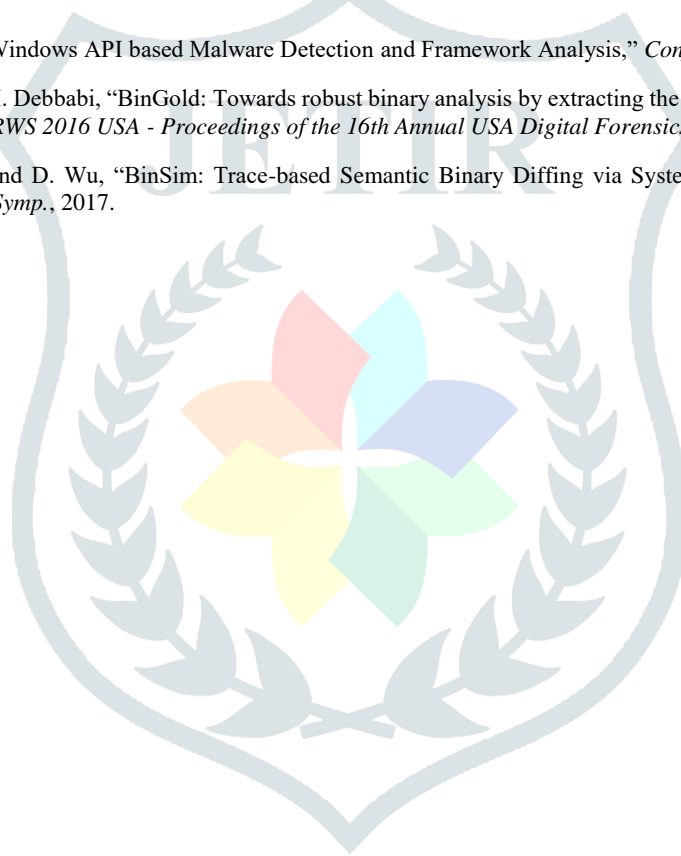 Windows API based Malware Detection and Framework Analysis,” Con
. Debbabi, “BinGold: Towards robust binary analysis by extracting the
RWS 2016 USA - Proceedings of the 16th Annual USA Digital Forensics
nd D. Wu, “BinSim: Trace-based Semantic Binary Diffing via Syste
Symp., 2017.
JETIR